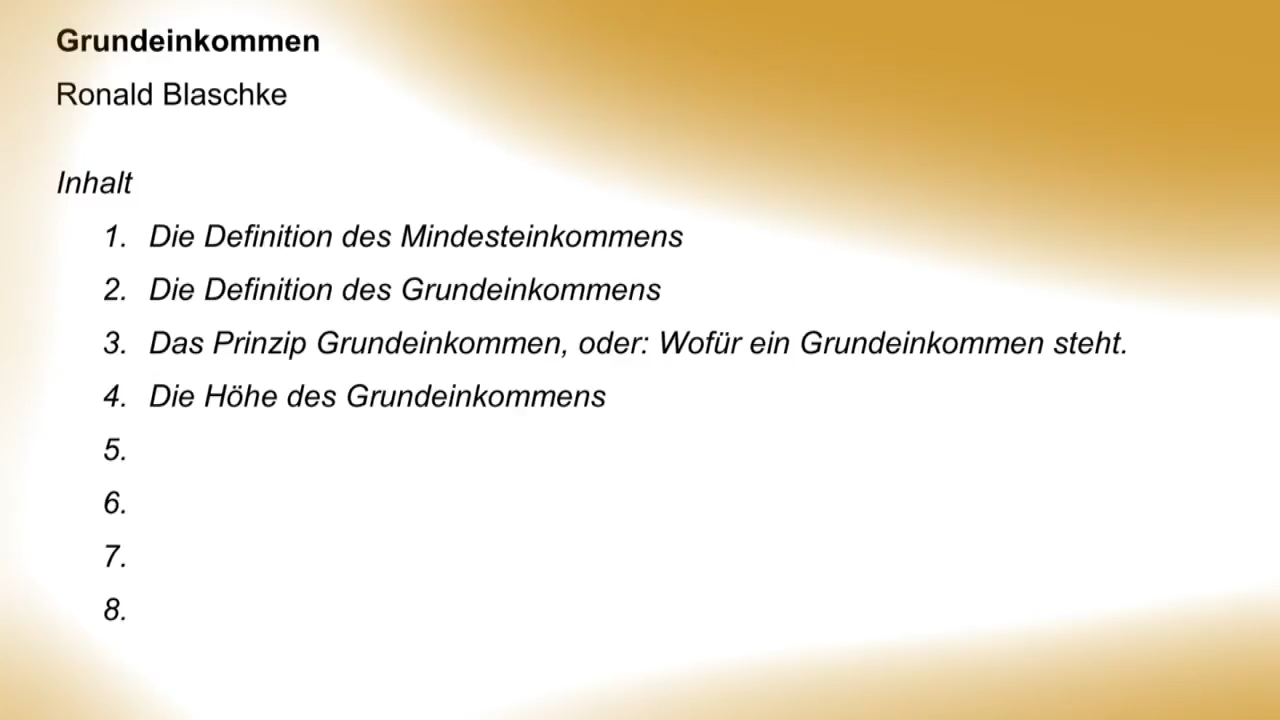 Grundeinkommen
Ronald Blaschke
Inhalt
1. Die Definition des Mindesteinkommens
2. Die Definition des Grundeinkommens
3. Das Prinzip Grundeinkommen, oder: Wofür ein Grundeinkommen steht.
4. Die Höhe des Grundeinkommens
5.
6.
7.
8.